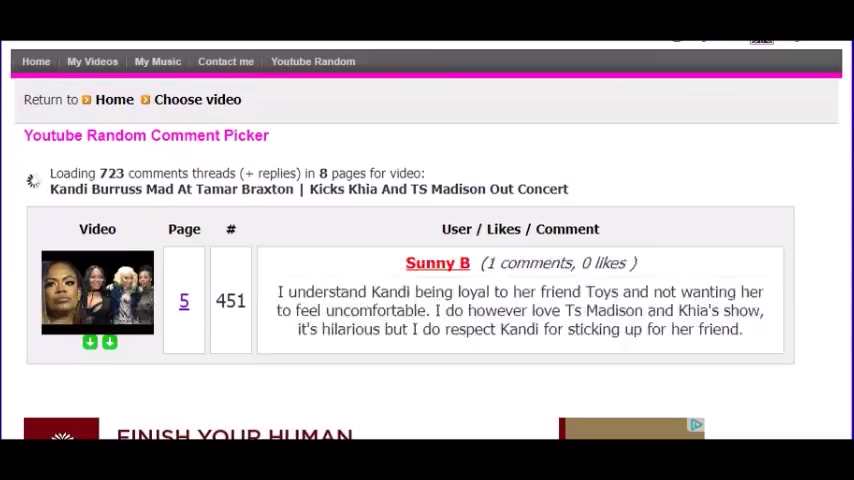 Home My Videos My Music Contact me Youtube Random
Return to Home Choose video
Youtube Random Comment Picker
Loading 723 comments threads (+ replies) in 8 pages for video:
Kandi Burruss Mad At Tamar Braxton | Kicks Khia And TS Madison Out Concert
Video Page # User / Likes / Comment
Sunny B (1 comments, 0 likes )
5 451
I understand Kandi being loyal to her friend Toys and not wanting her
to feel uncomfortable. I do however love Ts Madison and Khia's show,
it's hilarious but I do respect Kandi for sticking up for her friend.
FINISH YOUR HUMAN